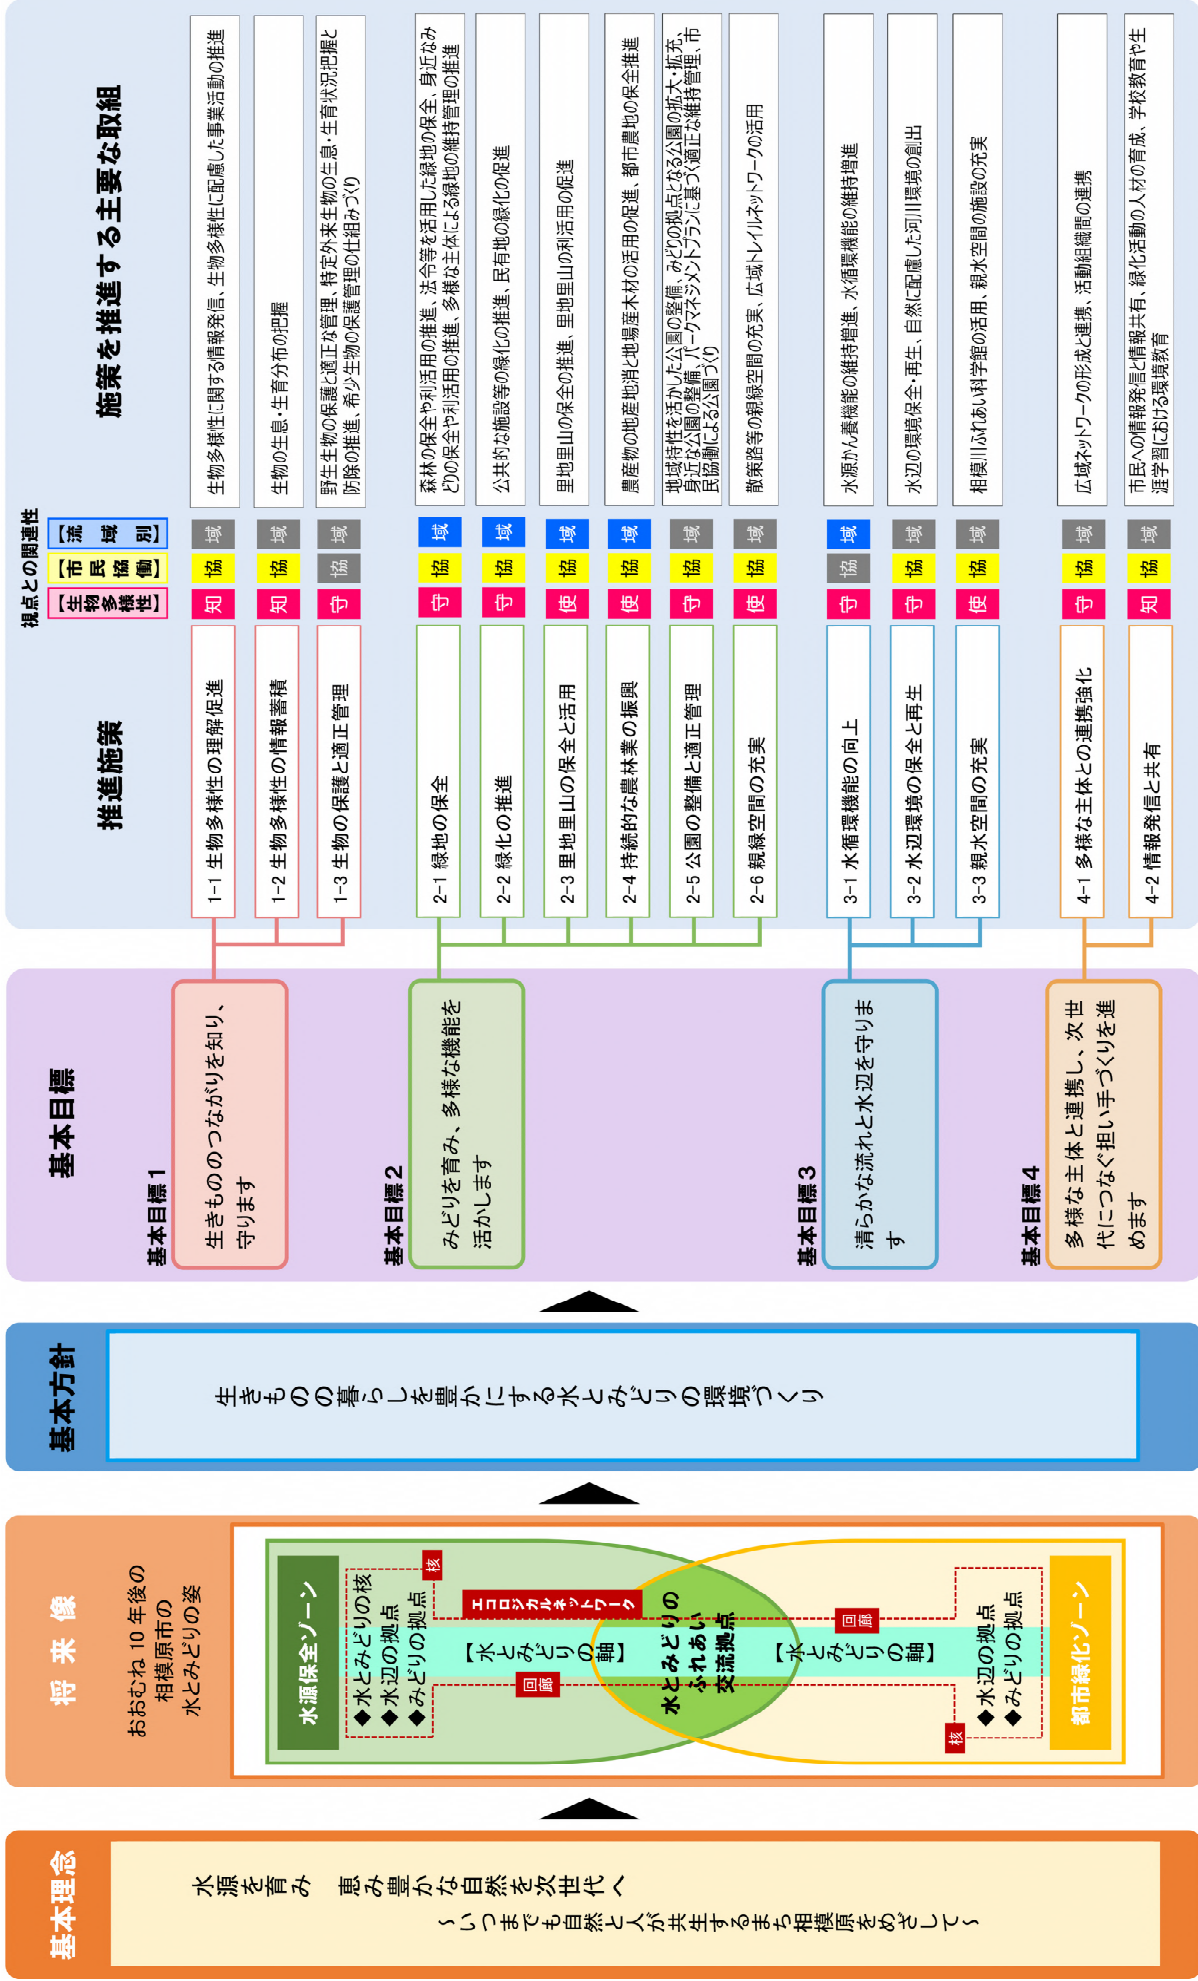 基本理念
水源を育み　恵み豊かな自然を次世代へ
～いつまでも自然と人が共生するまち相模原をめざして～
将来像
おおむね10年後の
相模原市の
水とみどりの姿
水源保全ゾーン
◆水とみどりの核
◆水辺の拠点
◆みどりの拠点
核
エコロジカルネットワーク
【水とみどりの軸】
回廊
水とみどりの
ふれあい
交流拠点
【水とみどりの軸】
回廊
核
◆水辺の拠点
◆みどりの拠点
都市緑化ゾーン
基本方針
生きものの暮らしを豊かにする水とみどりの環境づくり
基本目標
基本目標1
生きもののつながりを知り、
守ります
基本目標2
みどりを育み、多様な機能を
活かします
基本目標3
清らかな流れと水辺を守りま
す
基本目標4
多様な主体と連携し、次世
代につなぐ担い手づくりを進
めます
推進施策
視点との関連性
【生物多様性】
【市民協働】
【流域別】
施策を推進する主要な取組
1-1 生物多様性の理解促進
知 協 域
生物多様性に関する情報発信、生物多様性に配慮した事業活動の推進
1-2 生物多様性の情報蓄積
知 協 域
生物の生息・生育分布の把握
1-3 生物の保護と適正管理
守 協 域
野生生物の保護と適正な管理、特定外来生物の生息・生育状況把握と
防除の推進、希少生物の保護管理の仕組みづくり
2-1 緑地の保全
守 協 域
森林の保全や利活用の推進、法令等を活用した緑地の保全、身近なみ
どりの保全や利活用の推進、多様な主体による緑地の維持管理の推進
2-2 緑化の推進
守 協 域
公共的な施設等の緑化の推進、民有地の緑化の促進
2-3 里地里山の保全と活用
使 協 域
里地里山の保全の推進、里地里山の利活用の促進
2-4 持続的な農林業の振興
使 協 域
農産物の地産地消と地場産木材の活用の促進、都市農地の保全推進
2-5 公園の整備と適正管理
守 協 域
地域特性を活かした公園の整備、みどりの拠点となる公園の拡大・拡充、
身近な公園の整備、パークマネジメントプランに基づく適正な維持管理、市
民協働による公園づくり
2-6 親緑空間の充実
使 協 域
散策路等の親緑空間の充実、広域トレイルネットワークの活用
3-1 水循環機能の向上
守 協 域
水源かん養機能の維持増進、水循環機能の維持増進
3-2 水辺環境の保全と再生
守 協 域
水辺の環境保全・再生、自然に配慮した河川環境の創出
3-3 親水空間の充実
使 協 域
相模川ふれあい科学館の活用、親水空間の施設の充実
4-1 多様な主体との連携強化
守 協 域
広域ネットワークの形成と連携、活動組織間の連携
4-2 情報発信と共有
知 協 域
市民への情報発信と情報共有、緑化活動の人材の育成、学校教育や生
涯学習における環境教育